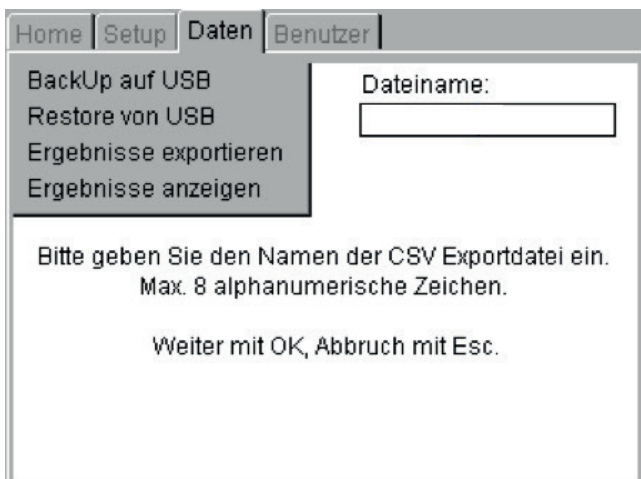 Home Setup Daten Benutzer
BackUp auf USB
Restore von USB
Ergebnisse exportieren
Ergebnisse anzeigen
Dateiname:
Bitte geben Sie den Namen der CSV Exportdatei ein.
Max. 8 alphanumerische Zeichen.
Weiter mit OK, Abbruch mit Esc.